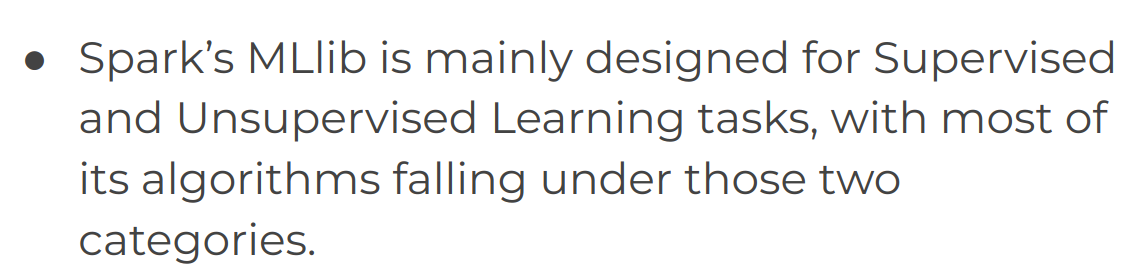 ● Spark’s MLlib is mainly designed for Supervised
and Unsupervised Learning tasks, with most of
its algorithms falling under those two
categories.